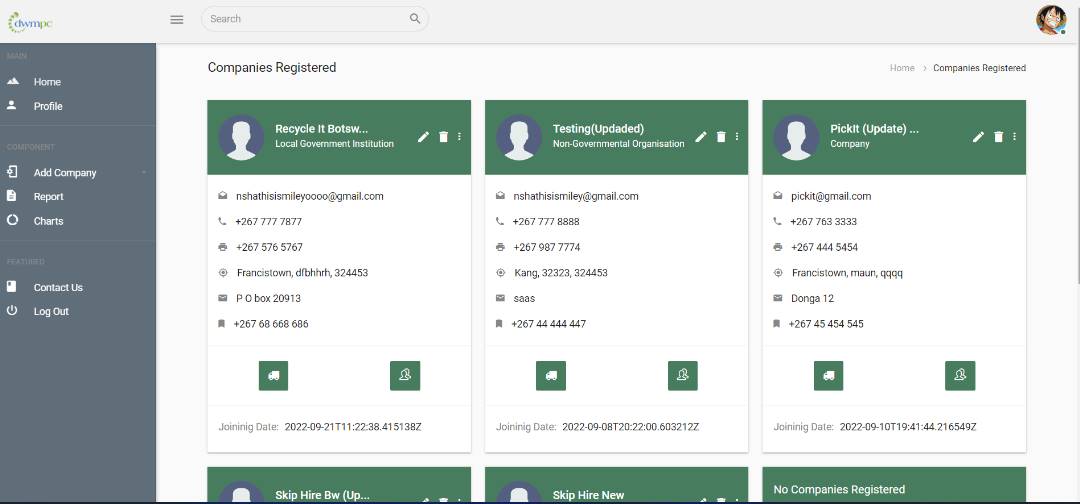 dwmpc
Search
MAIN
Home
Profile
COMPONENT
Add Company
Report
Charts
FEATURED
Contact Us
Log Out
Companies Registered
Home > Companies Registered
Recycle It Botsw...
Local Government Institution
nshathisismileyoooo@gmail.com
+267 777 7877
+267 576 5767
Francistown, dfbhhrh, 324453
P O box 20913
+267 68 668 686
Joininig Date: 2022-09-21T11:22:38.415138Z
Testing(Updaded)
Non-Governmental Organisation
nshathisismiley@gmail.com
+267 777 8888
+267 987 7774
Kang, 32323, 324453
saas
+267 44 444 447
Joininig Date: 2022-09-08T20:22:00.603212Z
PickIt (Update) ...
Company
pickit@gmail.com
+267 763 3333
+267 444 5454
Francistown, maun, qqqq
Donga 12
+267 45 454 545
Joininig Date: 2022-09-10T19:41:44.216549Z
Skip Hire Bw (Up...
Skip Hire New
No Companies Registered